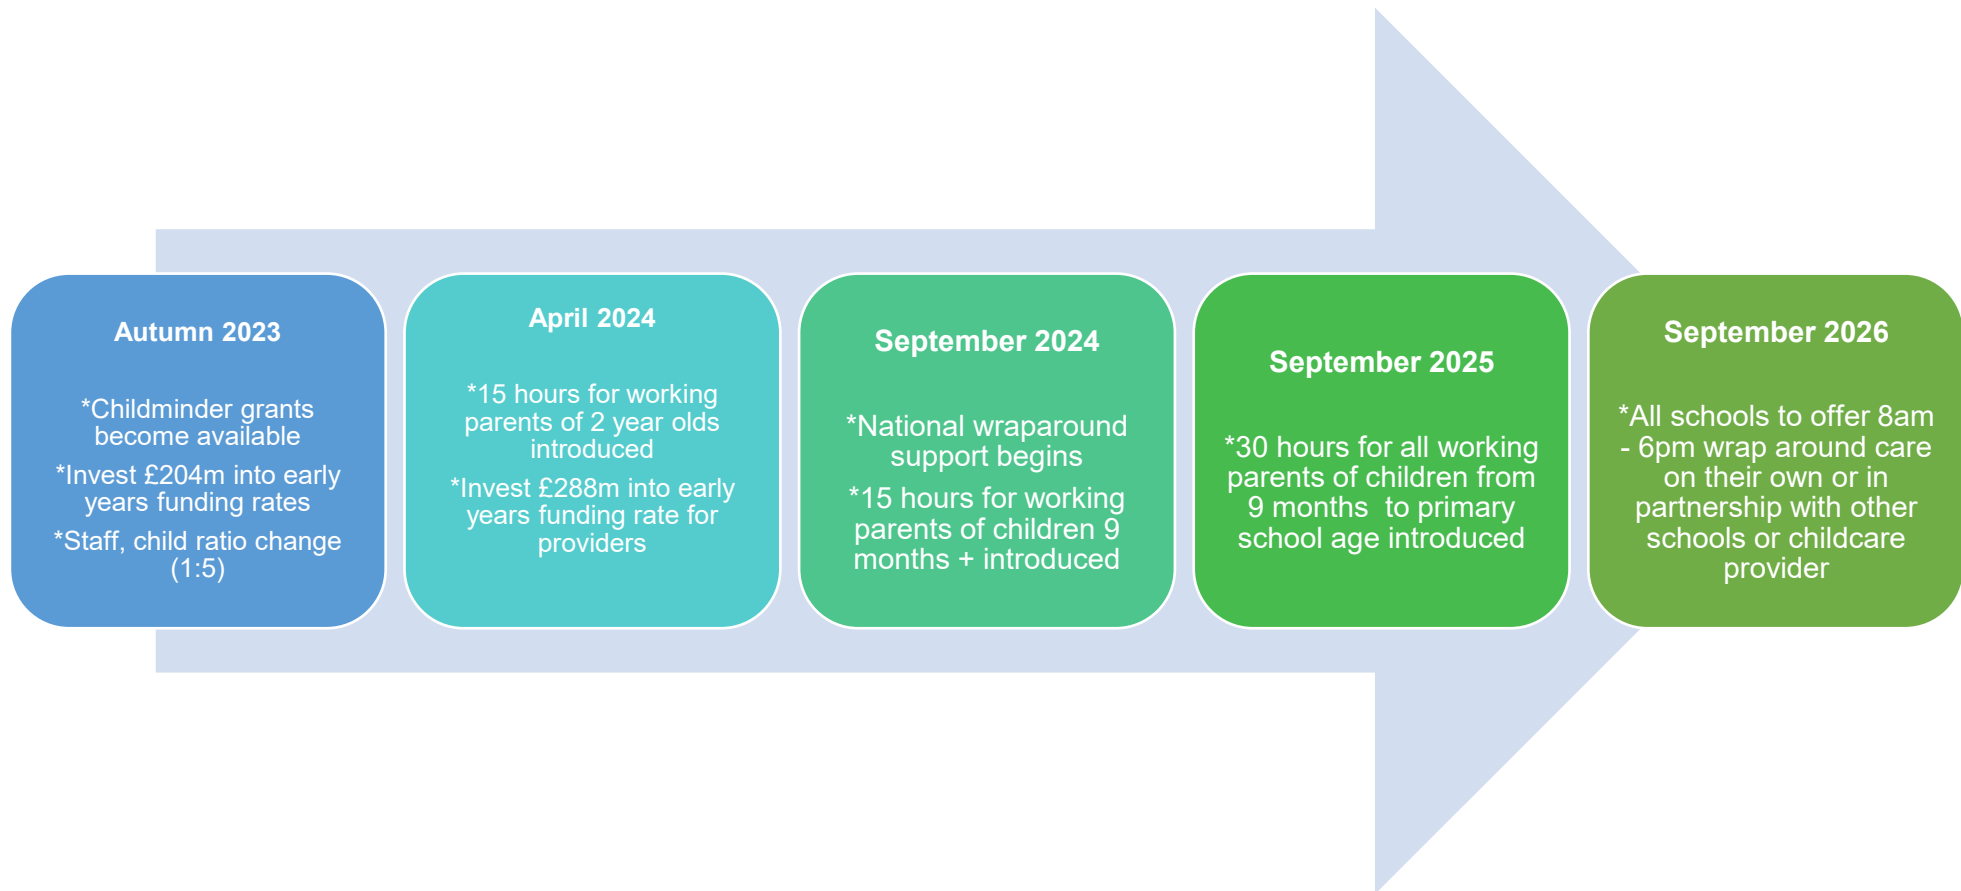 Autumn 2023
*Childminder grants
become available
*Invest £204m into early
years funding rates
*Staff, child ratio change
(1:5)
April 2024
*15 hours for working
parents of 2 year olds
introduced
*Invest £288m into early
years funding rate for
providers
September 2024
*National wraparound
support begins
*15 hours for working
parents of children 9
months + introduced
September 2025
*30 hours for all working
parents of children from
9 months  to primary
school age introduced
September 2026
*All schools to offer 8am
- 6pm wrap around care
on their own or in
partnership with other
schools or childcare
provider